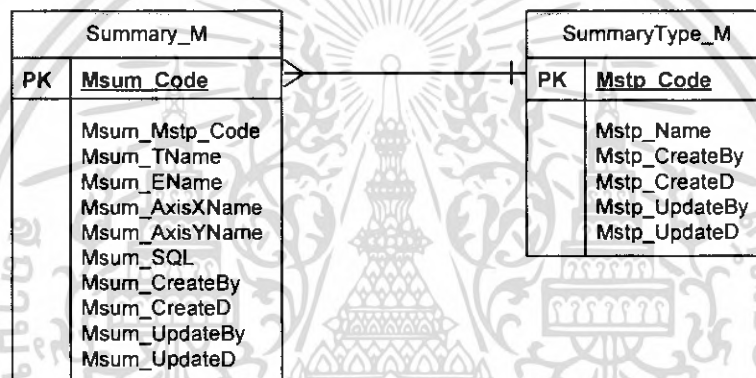 Summary_M
PK Msum_Code
Msum_Mstp_Code
Msum_TName
Msum_EName
Msum_AxisXName
Msum_AxisYName
Msum_SQL
Msum_CreateBy
Msum_CreateD
Msum_UpdateBy
Msum_UpdateD
SummaryType_M
PK Mstp_Code
Mstp_Name
Mstp_CreateBy
Mstp_CreateD
Mstp_UpdateBy
Mstp_UpdateD